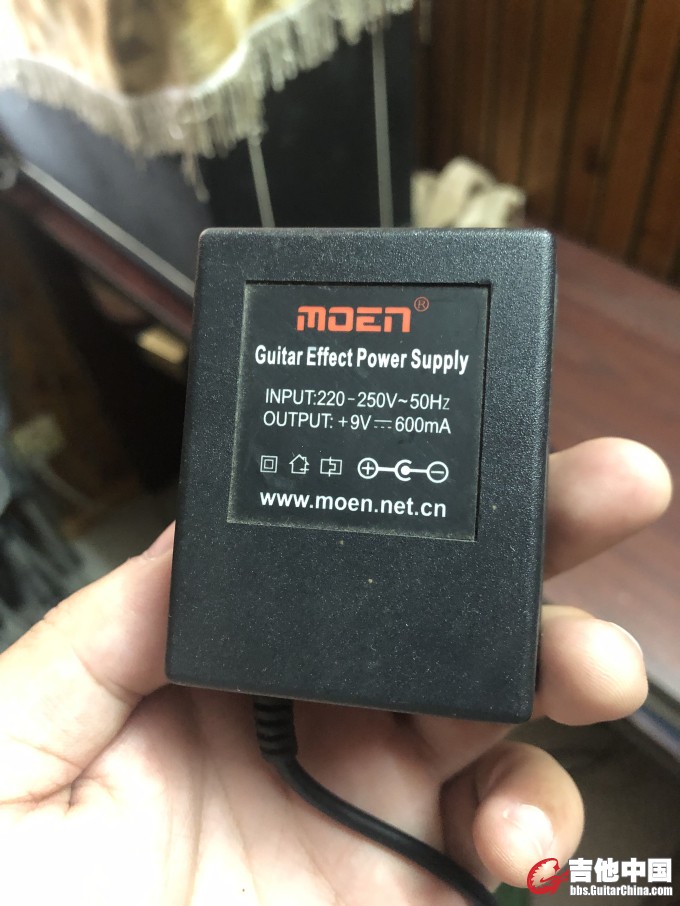 MOEN®
Guitar Effect Power Supply
INPUT:220-250V~50Hz
OUTPUT: +9V⎓600mA
www.moen.net.cn
吉他中国
bbs.GuitarChina.com